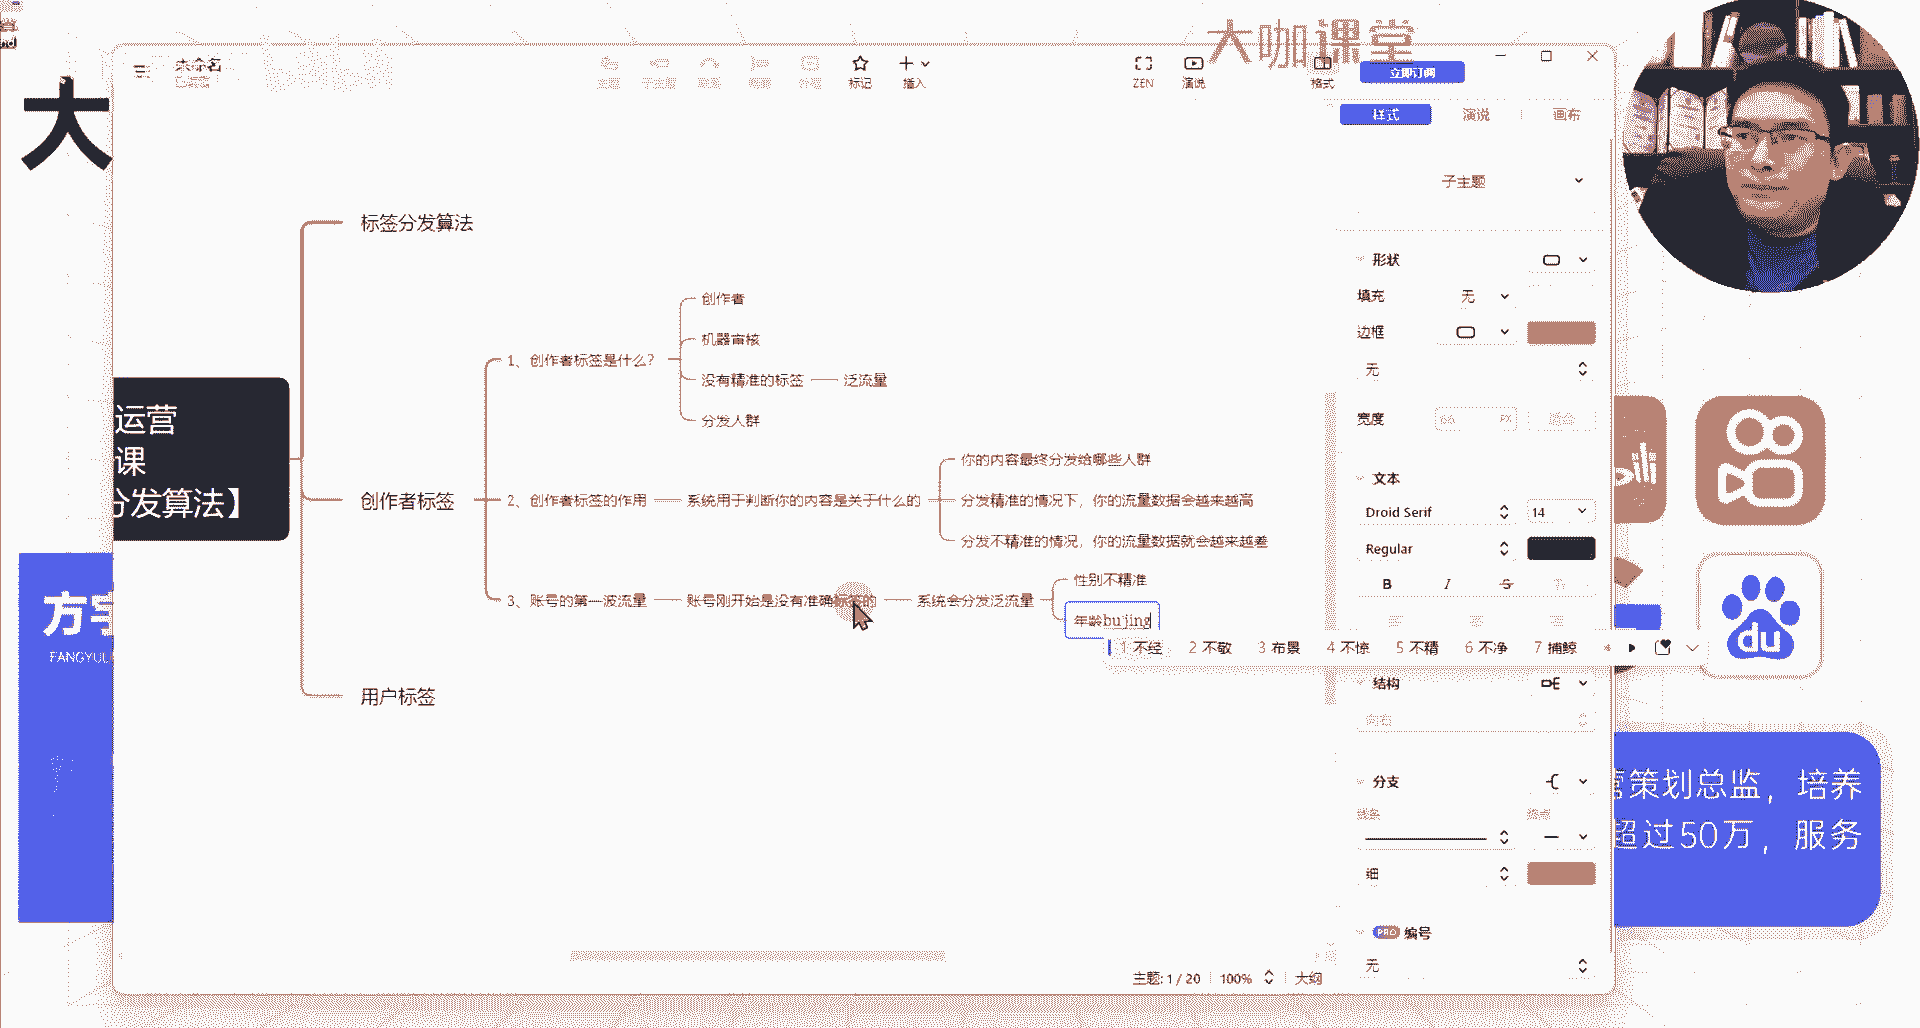 大咖课堂
大
未命名
主题
子主题
联系
概要
外框
标记
插入
ZEN
演说
格式
立即订阅
样式
演说
画布
子主题
标签分发算法
创作者
机器审核
1、创作者标签是什么？
没有精准的标签
泛流量
分发人群
运营
课
分发算法】
创作者标签
2、创作者标签的作用
系统用于判断你的内容是关于什么的
你的内容最终分发给哪些人群
分发精准的情况下，你的流量数据会越来越高
分发不精准的情况，你的流量数据就会越来越差
3、账号的第一波流量
账号刚开始是没有准确标签的
系统会分发泛流量
性别不精准
年龄bu'jing
1 不经 2 不敬 3 布景 4 不惊 5 不精 6 不净 7 捕鲸
用户标签
形状
填充
无
边框
无
宽度
66
PX
适合
文本
Droid Serif
14
Regular
B
I
S
结构
向右
分支
线条
终点
细
PRO 编号
无
主题: 1 / 20
100%
大纲
方宇
FANGYU
du
营策划总监，培养
超过50万，服务